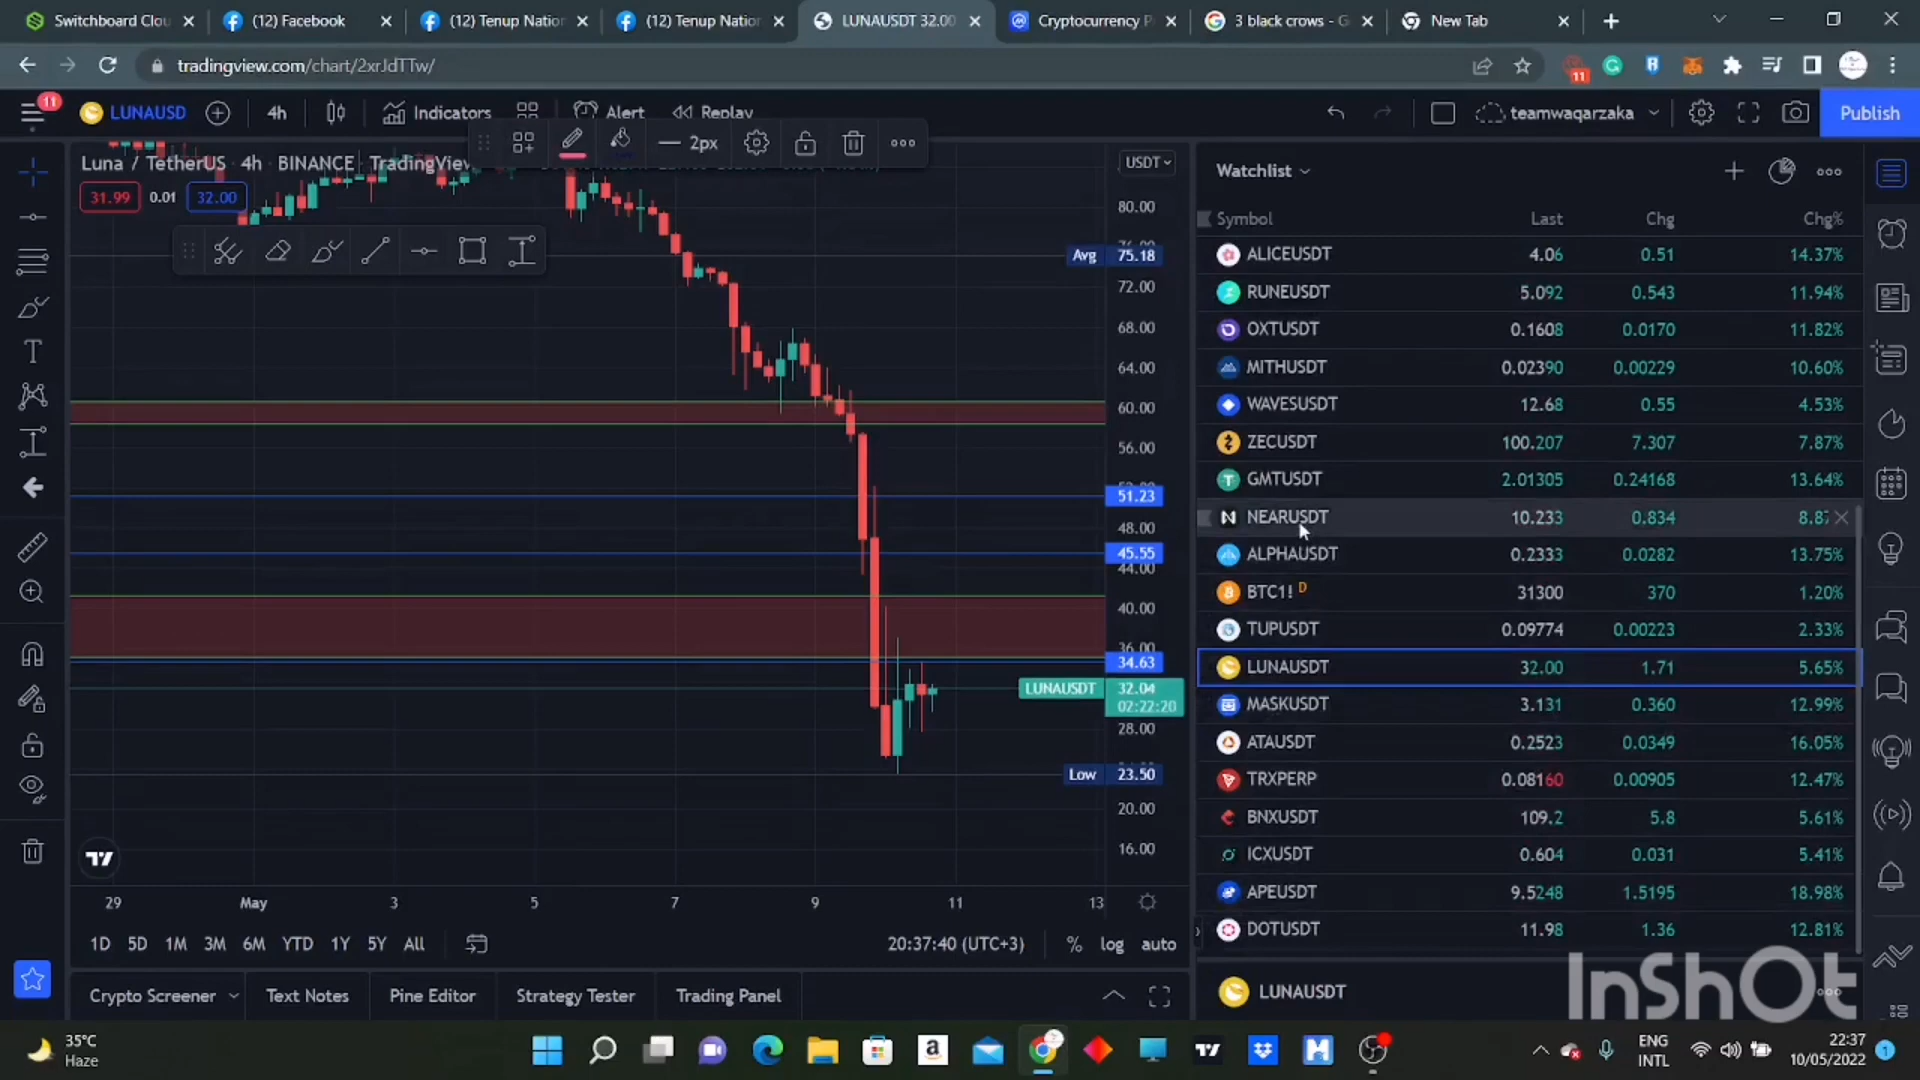 Switchboard Clou
(12) Facebook
(12) Tenup Nation
(12) Tenup Nation
LUNAUSDT 32.00
Cryptocurrency P
3 black crows - G
New Tab
tradingview.com/chart/2xrJdTTw/
11
11
LUNAUSD
4h
Indicators
Alert
Replay
teamwaqarzaka
Publish
2px
Luna / TetherUS · 4h · BINANCE · TradingView
USDT
31.99
0.01
32.00
80.00
Avg 75.18
72.00
68.00
64.00
60.00
56.00
51.23
48.00
45.55
44.00
40.00
36.00
34.63
LUNAUSDT 32.04
02:22:20
28.00
Low 23.50
20.00
16.00
29
May
3
5
7
9
11
13
1D 5D 1M 3M 6M YTD 1Y 5Y All
20:37:40 (UTC+3)
% log auto
Crypto Screener
Text Notes
Pine Editor
Strategy Tester
Trading Panel
Watchlist
Symbol Last Chg Chg%
ALICEUSDT 4.06 0.51 14.37%
RUNEUSDT 5.092 0.543 11.94%
OXTUSDT 0.1608 0.0170 11.82%
MITHUSDT 0.02390 0.00229 10.60%
WAVESUSDT 12.68 0.55 4.53%
ZECUSDT 100.207 7.307 7.87%
GMTUSDT 2.01305 0.24168 13.64%
NEARUSDT 10.233 0.834 8.8
ALPHAUSDT 0.2333 0.0282 13.75%
BTC1! D 31300 370 1.20%
TUPUSDT 0.09774 0.00223 2.33%
LUNAUSDT 32.00 1.71 5.65%
MASKUSDT 3.131 0.360 12.99%
ATAUSDT 0.2523 0.0349 16.05%
TRXPERP 0.08160 0.00905 12.47%
BNXUSDT 109.2 5.8 5.61%
ICXUSDT 0.604 0.031 5.41%
APEUSDT 9.5248 1.5195 18.98%
DOTUSDT 11.98 1.36 12.81%
LUNAUSDT
InShOt
35°C
Haze
ENG
INTL
22:37
10/05/2022
1